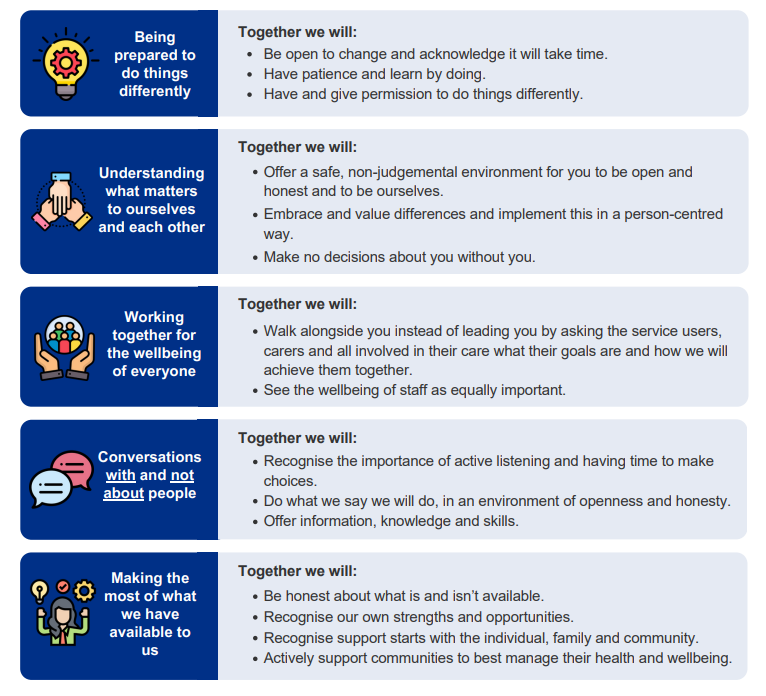 Being
prepared to
do things
differently
Together we will:
• Be open to change and acknowledge it will take time.
• Have patience and learn by doing.
• Have and give permission to do things differently.
Understanding
what matters
to ourselves
and each other
Together we will:
• Offer a safe, non-judgemental environment for you to be open and
honest and to be ourselves.
• Embrace and value differences and implement this in a person-centred
way.
• Make no decisions about you without you.
Working
together for
the wellbeing
of everyone
Together we will:
• Walk alongside you instead of leading you by asking the service users,
carers and all involved in their care what their goals are and how we will
achieve them together.
• See the wellbeing of staff as equally important.
Conversations
with and not
about people
Together we will:
• Recognise the importance of active listening and having time to make
choices.
• Do what we say we will do, in an environment of openness and honesty.
• Offer information, knowledge and skills.
Making the
most of what
we have
available to
us
Together we will:
• Be honest about what is and isn’t available.
• Recognise our own strengths and opportunities.
• Recognise support starts with the individual, family and community.
• Actively support communities to best manage their health and wellbeing.